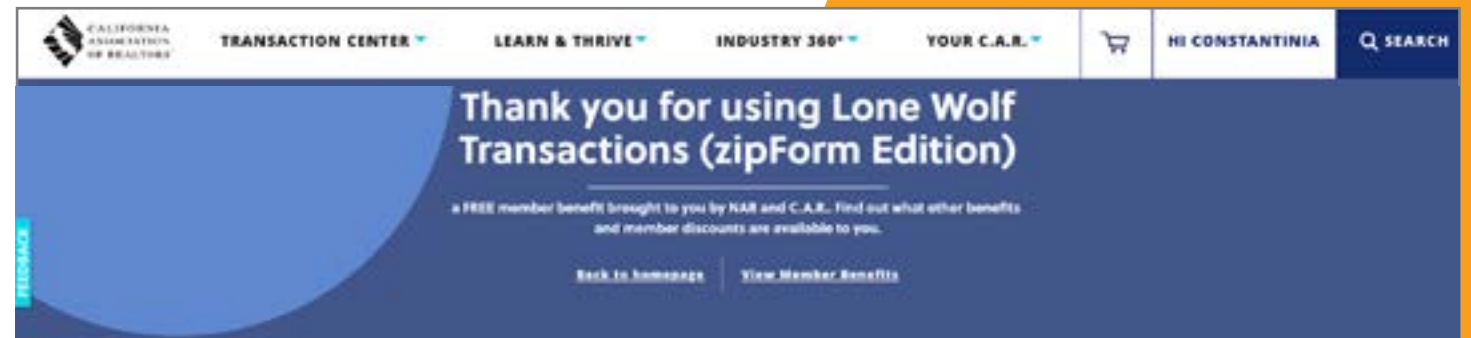 CALIFORNIA
ASSOCIATION
OF REALTORS®
TRANSACTION CENTER
LEARN & THRIVE
INDUSTRY 360°
YOUR C.A.R.
HI CONSTANTINIA
SEARCH
Thank you for using Lone Wolf
Transactions (zipForm Edition)
a FREE member benefit brought to you by NAR and C.A.R.. Find out what other benefits
and member discounts are available to you.
Back to homepage
View Member Benefits
FEEDBACK